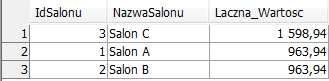 IdSalonu NazwaSalonu Laczna_Wartosc
1 3 Salon C 1 598,94
2 1 Salon A 963,94
3 2 Salon B 963,94